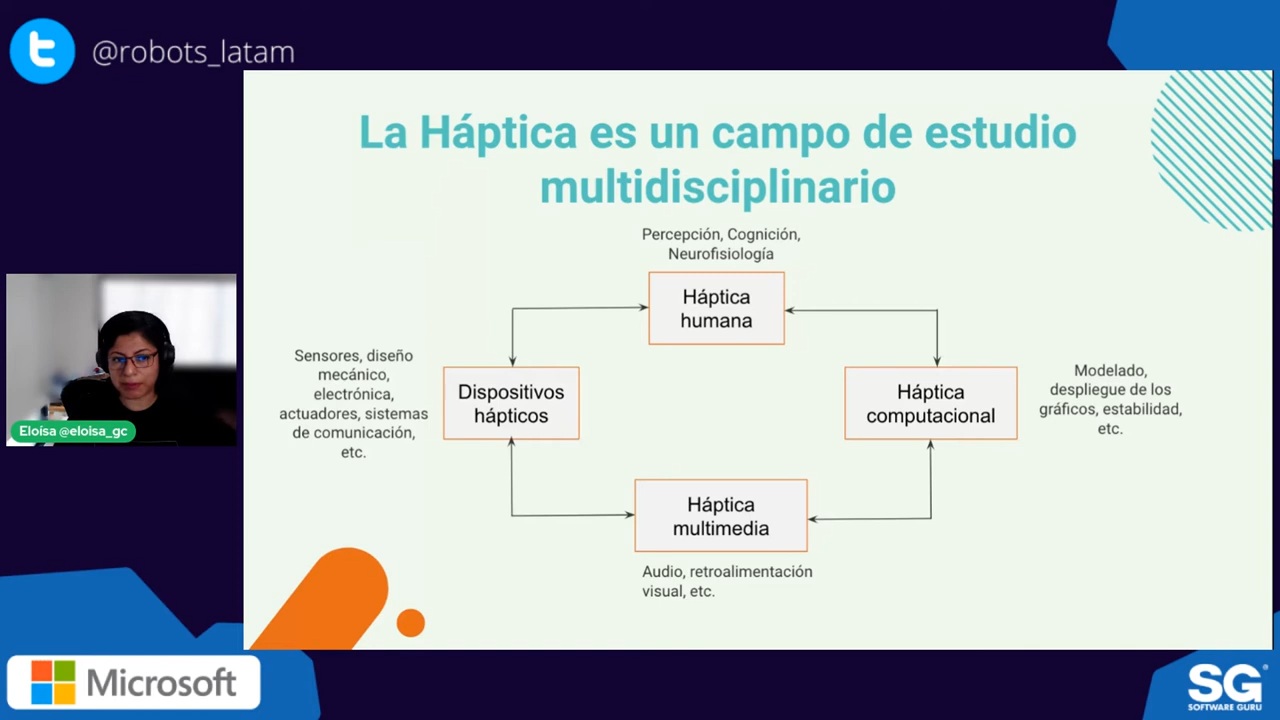 @robots_latam
La Háptica es un campo de estudio
multidisciplinario
Percepción, Cognición,
Neurofisiología
Háptica
humana
Sensores, diseño
mecánico,
electrónica,
actuadores, sistemas
de comunicación,
etc.
Dispositivos
hápticos
Háptica
computacional
Modelado,
despliegue de los
gráficos, estabilidad,
etc.
Háptica
multimedia
Audio, retroalimentación
visual, etc.
Eloísa @eloisa_gc
Microsoft
SG
SOFTWARE GURU